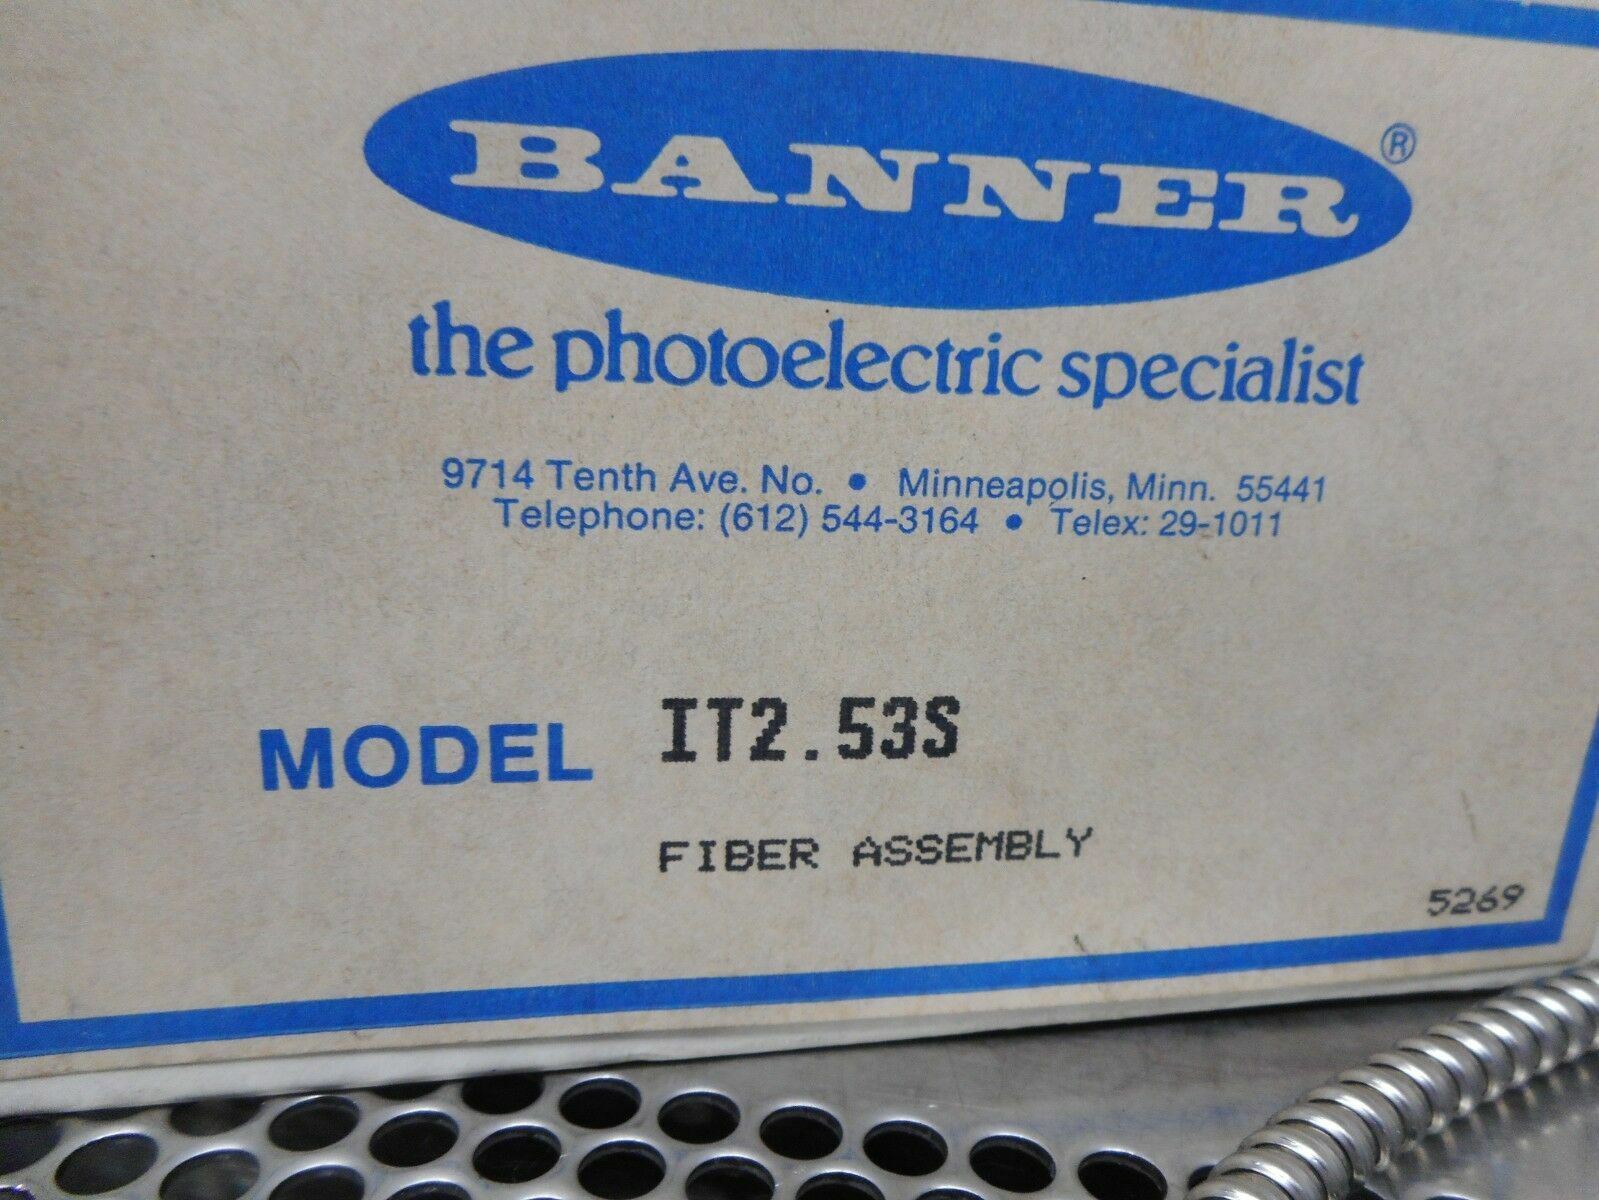 BANNER®
the photoelectric specialist
9714 Tenth Ave. No. • Minneapolis, Minn. 55441
Telephone: (612) 544-3164 • Telex: 29-1011
MODEL IT2.53S
FIBER ASSEMBLY
5269